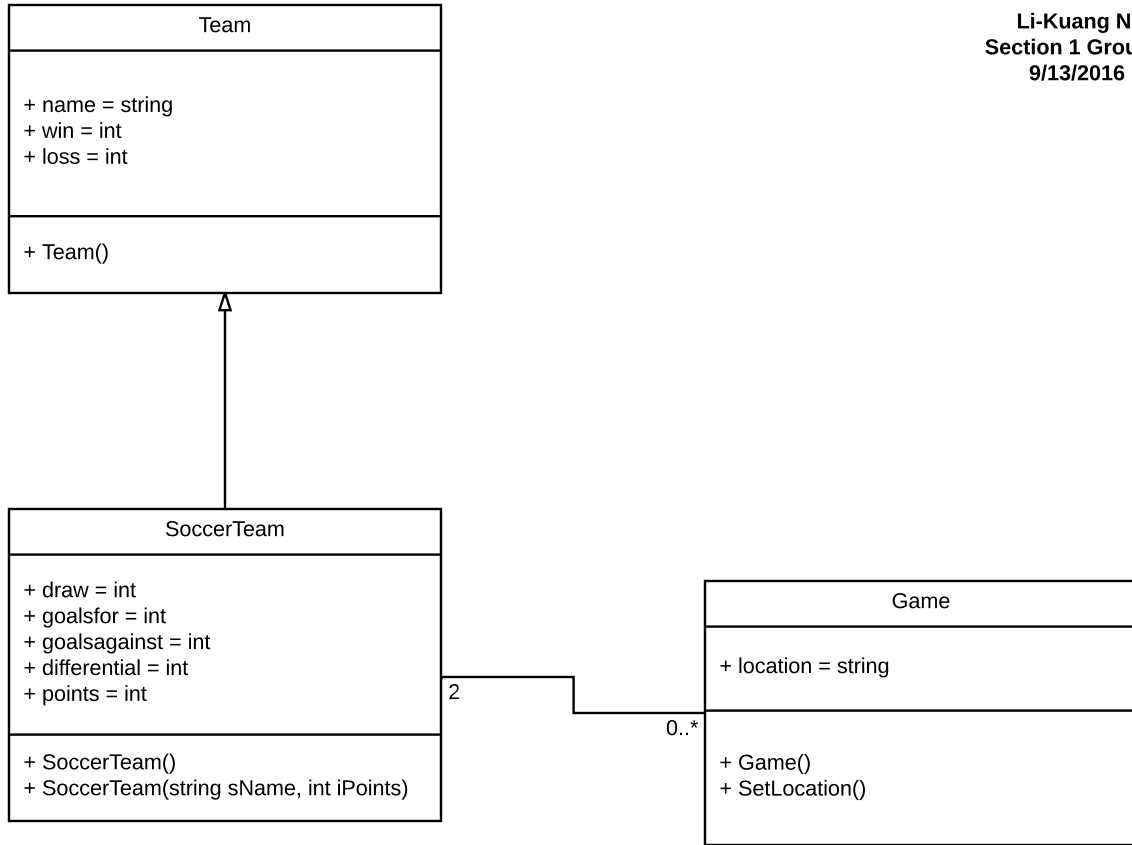 Team
+ name = string
+ win = int
+ loss = int
+ Team()
Li-Kuang N
Section 1
9/13/2016
SoccerTeam
+ draw = int
+ goalsfor = int
+ goalsagainst = int
+ differential = int
+ points = int
+ SoccerTeam()
+ SoccerTeam(string sName, int iPoints)
2
0..*
Game
+ location = string
+ Game()
+ SetLocation()